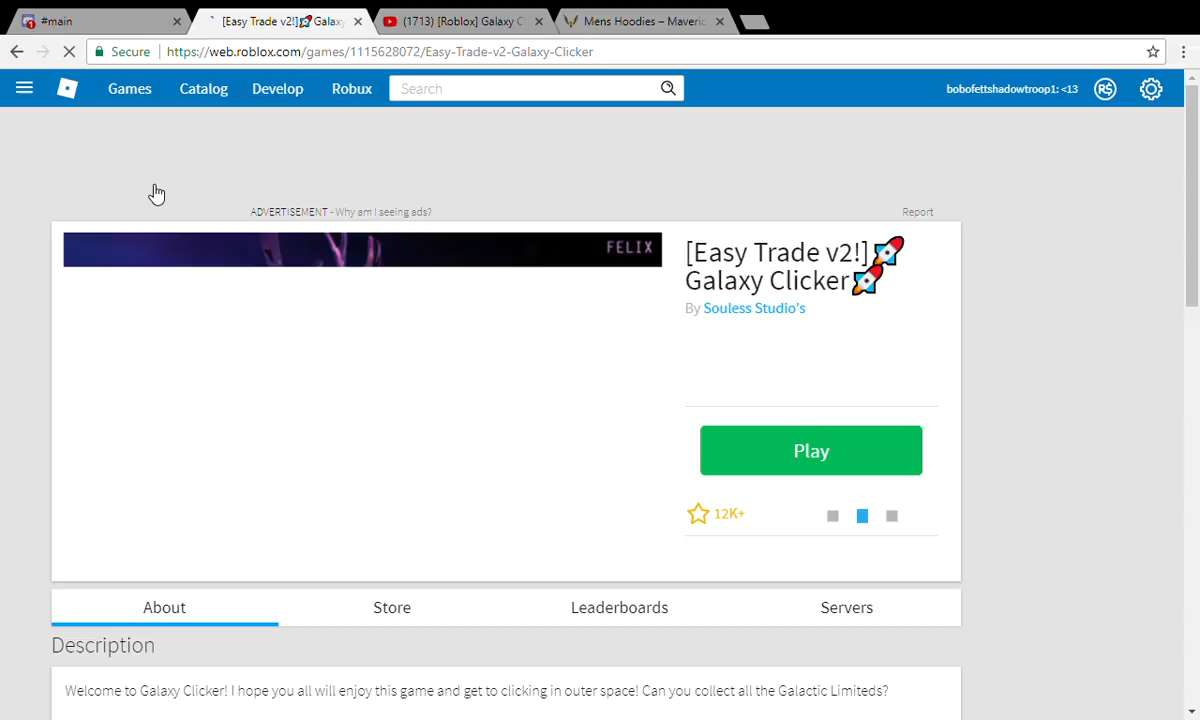 #main
[Easy Trade v2!]🚀 Galaxy
(1713) [Roblox] Galaxy C
Mens Hoodies – Maveric
Secure
https://web.roblox.com/games/1115628072/Easy-Trade-v2-Galaxy-Clicker
Games
Catalog
Develop
Robux
Search
bobofettshadowtroop1: <13
R$
ADVERTISEMENT - Why am I seeing ads?
Report
FELIX
[Easy Trade v2!]🚀
Galaxy Clicker🚀
By Souless Studio's
Play
12K+
About
Store
Leaderboards
Servers
Description
Welcome to Galaxy Clicker! I hope you all will enjoy this game and get to clicking in outer space! Can you collect all the Galactic Limiteds?